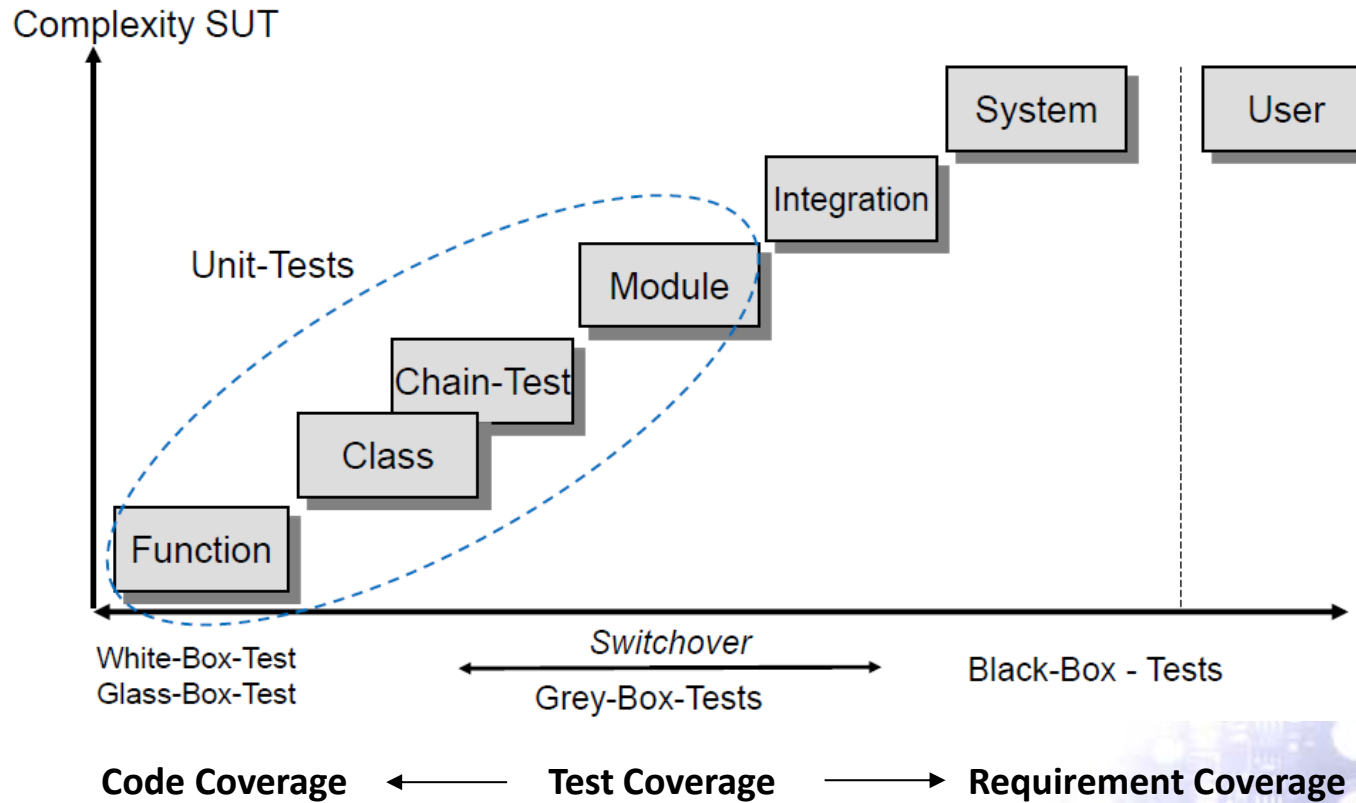 Complexity SUT
System
User
Integration
Unit-Tests
Module
Chain-Test
Class
Function
White-Box-Test
Glass-Box-Test
Switchover
Grey-Box-Tests
Black-Box - Tests
Code Coverage
Test Coverage
Requirement Coverage